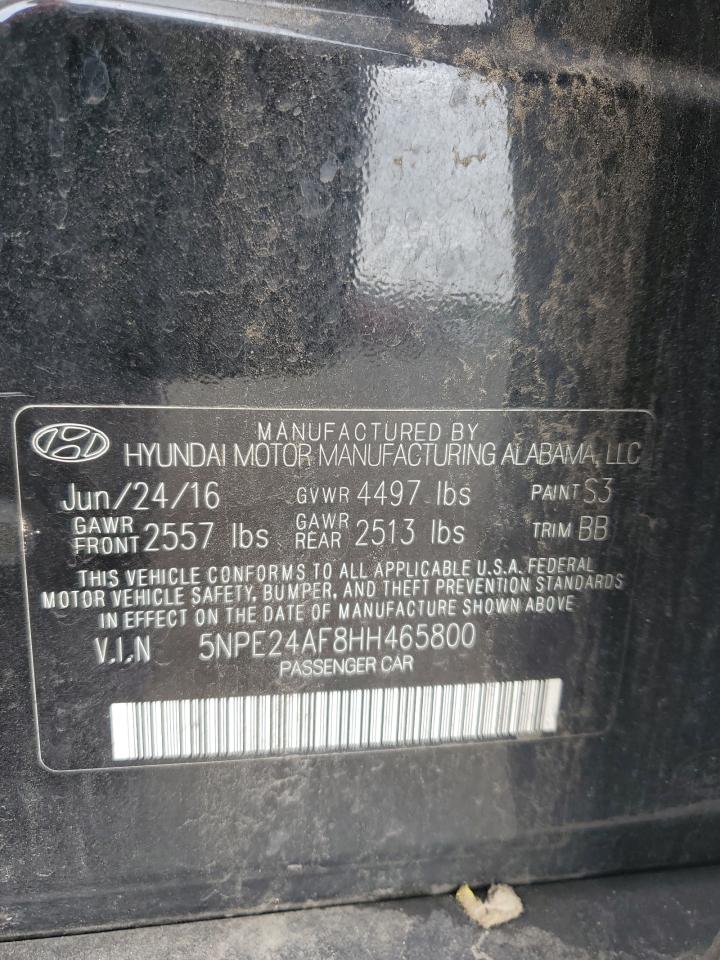 MANUFACTURED BY
HYUNDAI MOTOR MANUFACTURING ALABAMA, LLC
Jun/24/16 GVWR 4497 lbs PAINT S3
GAWR FRONT 2557 lbs GAWR REAR 2513 lbs TRIM BB
THIS VEHICLE CONFORMS TO ALL APPLICABLE U.S.A. FEDERAL
MOTOR VEHICLE SAFETY, BUMPER, AND THEFT PREVENTION STANDARDS
IN EFFECT ON THE DATE OF MANUFACTURE SHOWN ABOVE
V.I.N 5NPE24AF8HH465800
PASSENGER CAR